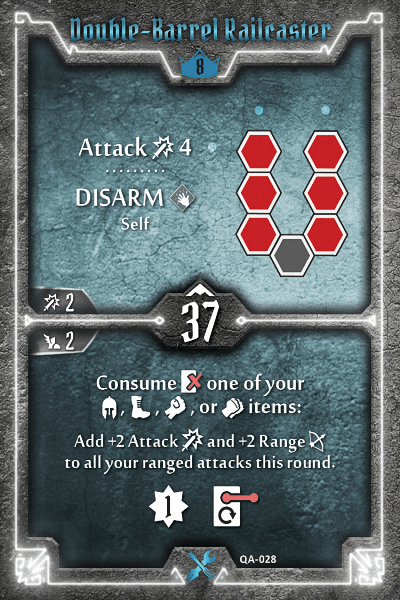 Double-Barrel Railcaster
8
Attack 4
DISARM
Self
2
37
2
Consume one of your
, , , or items:
Add +2 Attack and +2 Range
to all your ranged attacks this round.
1
QA-028